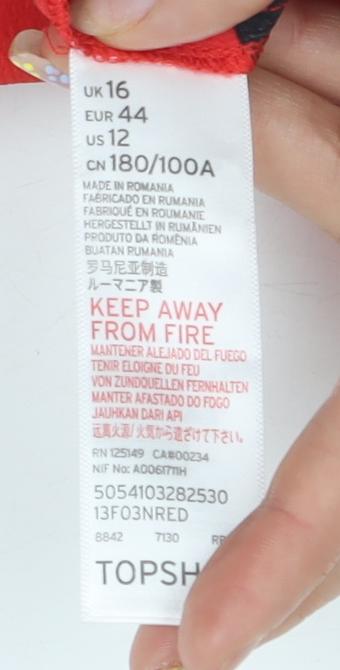 UK 16
EUR 44
US 12
CN 180/100A
MADE IN ROMANIA
FABRICADO EN RUMANIA
FABRIQUÉ EN ROUMANIE
HERGESTELLT IN RUMÄNIEN
PRODUTO DA ROMÊNIA
BUATAN RUMANIA
罗马尼亚制造
ルーマニア製
KEEP AWAY
FROM FIRE
MANTENER ALEJADO DEL FUEGO
TENIR ELOIGNE DU FEU
VON ZUNDQUELLEN FERNHALTEN
MANTER AFASTADO DO FOGO
JAUHKAN DARI API
远离火源/火気から遠ざけて下さい。
RN 125149 CA#00234
NIF No: A0061711H
5054103282530
13F03NRED
8842 7130
TOPSH